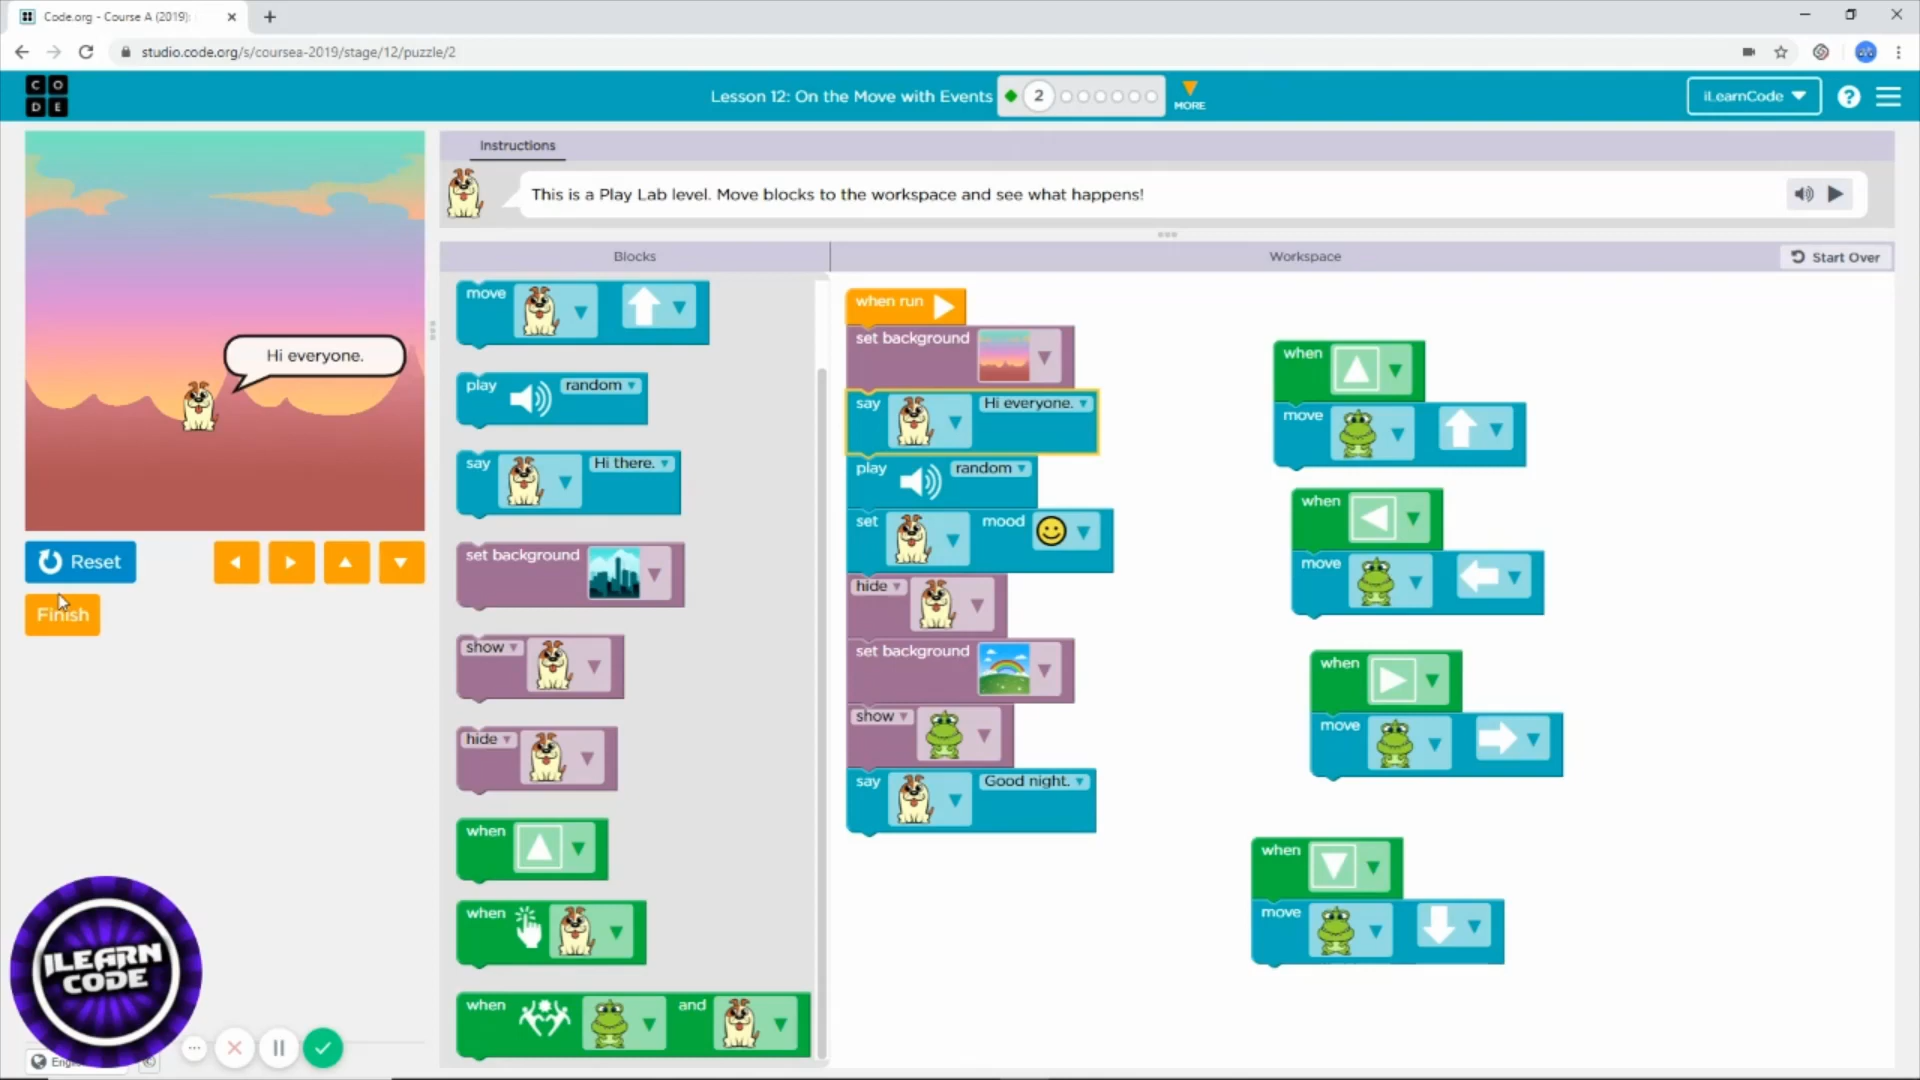 Code.org - Course A (2019):
studio.code.org/s/coursea-2019/stage/12/puzzle/2
C O
D E
Lesson 12: On the Move with Events
2
MORE
iLearnCode
?
Instructions
This is a Play Lab level. Move blocks to the workspace and see what happens!
Blocks
Workspace
Start Over
Hi everyone.
Reset
Finish
move
play random
say Hi there.
set background
show
hide
when
when
when and
when run
set background
say Hi everyone.
play random
set mood
hide
set background
show
say Good night.
when
move
when
move
when
move
when
move
ILEARN
CODE